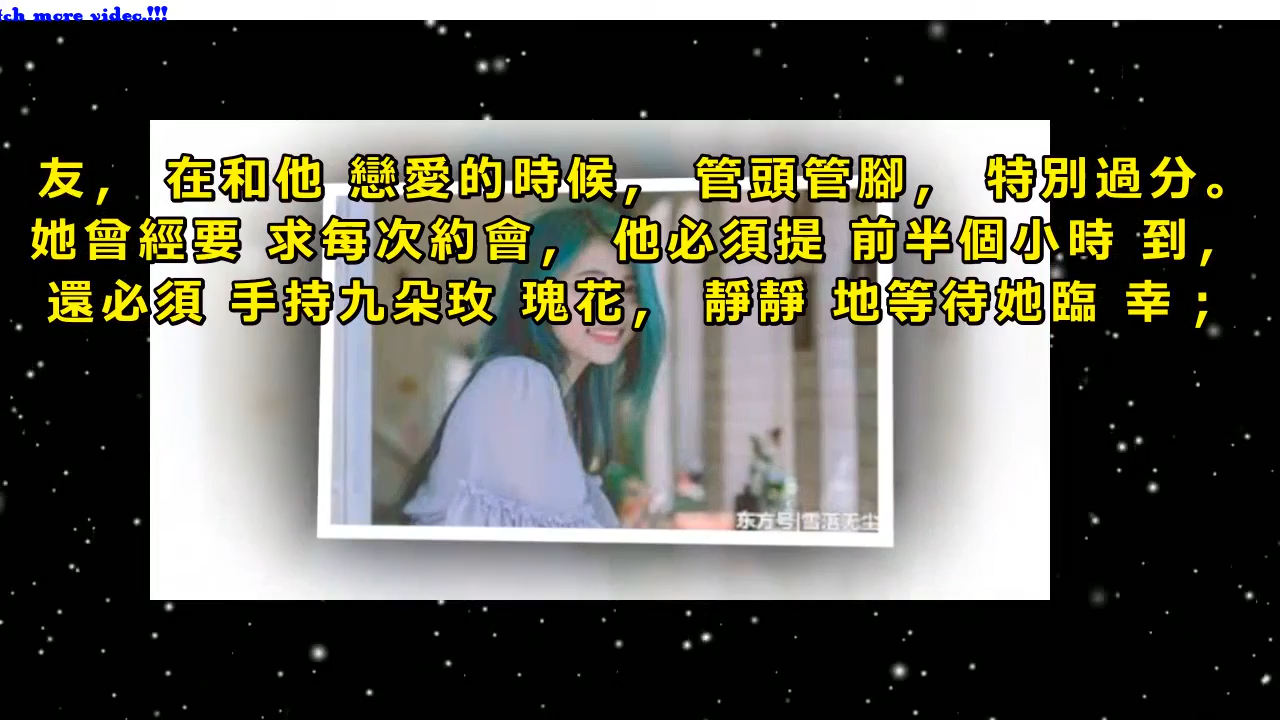 ch more video!!!
友， 在和他 戀愛的時候， 管頭管腳， 特別過分。
她曾經要 求每次約會， 他必須提 前半個小時 到，
還必須 手持九朵玫 瑰花， 靜靜 地等待她臨 幸；
东方号|雪落无尘